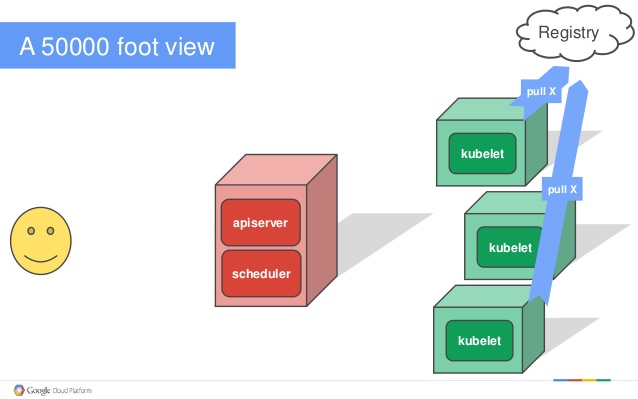 A 50000 foot view
Registry
pull X
kubelet
pull X
apiserver
kubelet
scheduler
kubelet
Google Cloud Platform